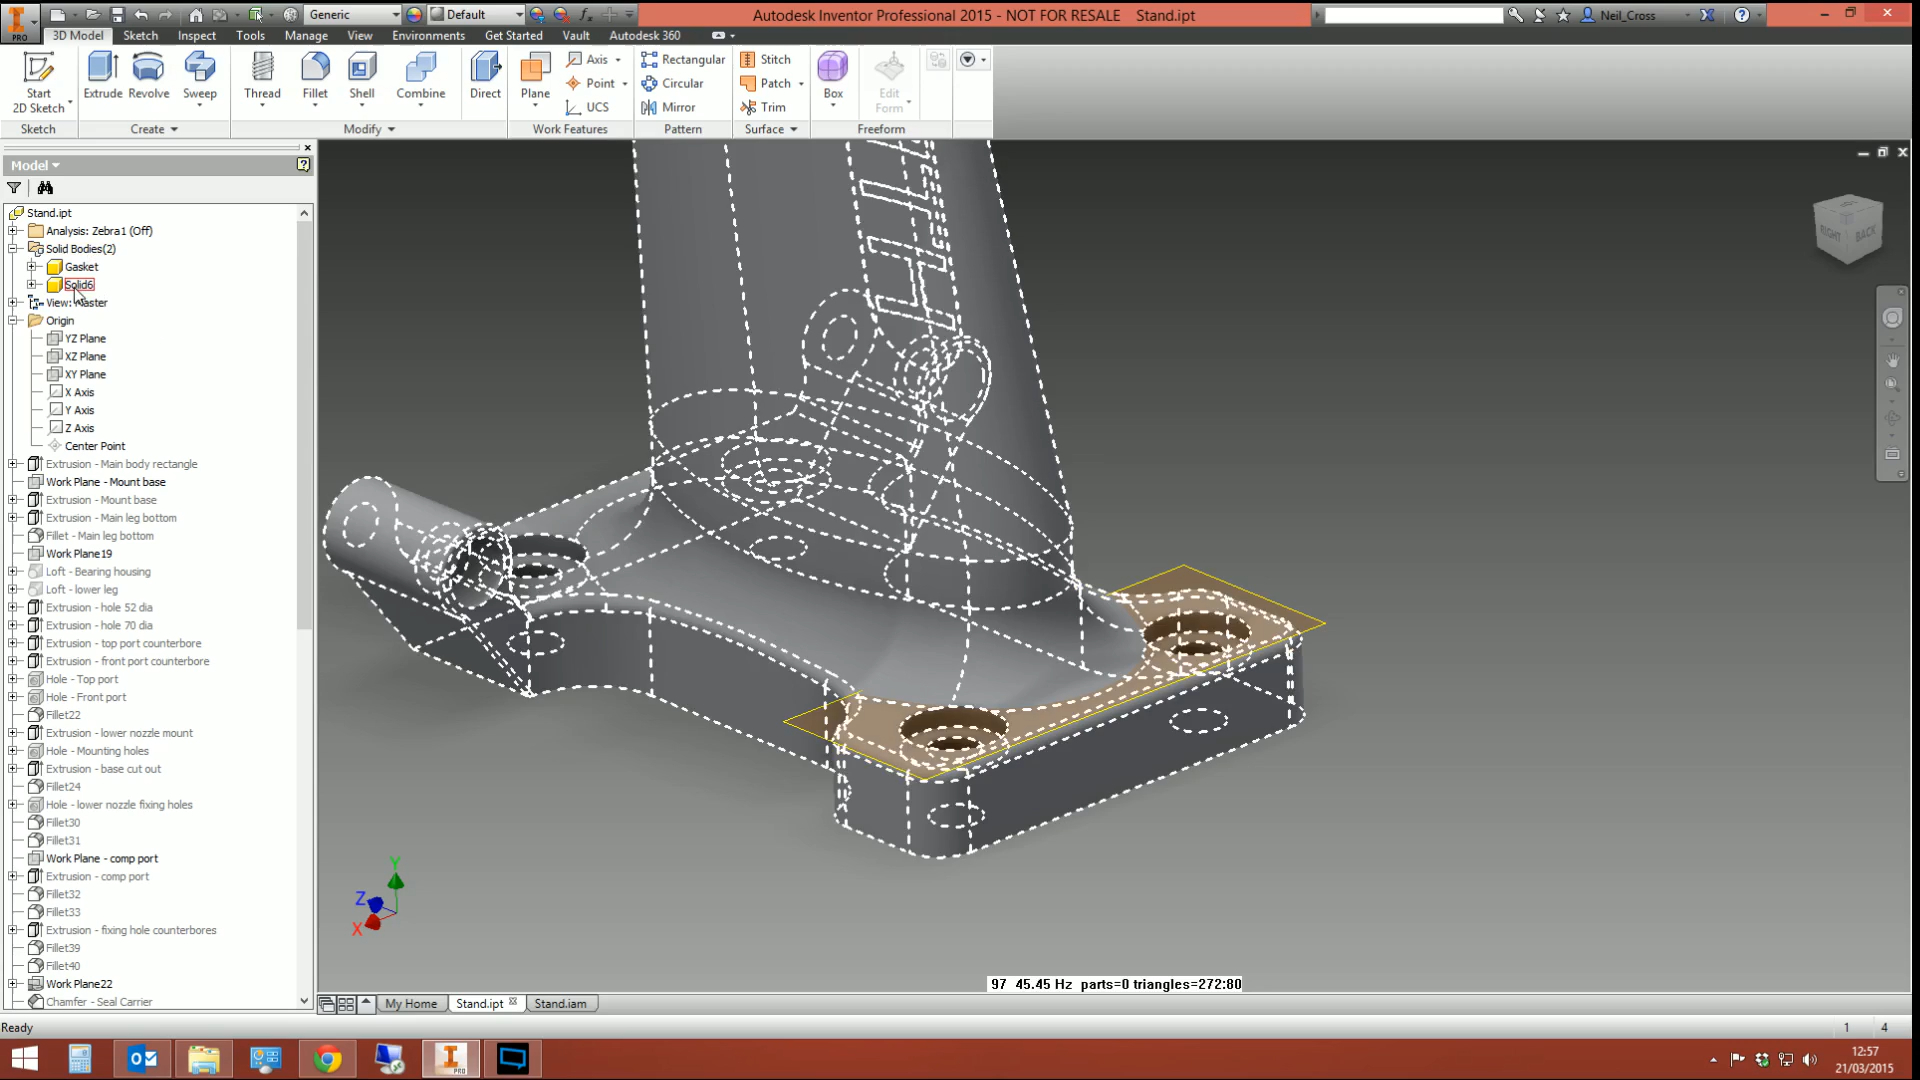 Generic
Default
Autodesk Inventor Professional 2015 - NOT FOR RESALE Stand.ipt
Neil_Cross
PRO
3D Model Sketch Inspect Tools Manage View Environments Get Started Vault Autodesk 360
Start
2D Sketch
Extrude Revolve Sweep
Thread Fillet Shell Combine
Direct
Plane
Axis
Point
UCS
Rectangular
Circular
Mirror
Stitch
Patch
Trim
Box
Edit
Form
Sketch Create Modify Work Features Pattern Surface Freeform
Model
Stand.ipt
Analysis: Zebra1 (Off)
Solid Bodies(2)
Gasket
Solid6
View: Master
Origin
YZ Plane
XZ Plane
XY Plane
X Axis
Y Axis
Z Axis
Center Point
Extrusion - Main body rectangle
Work Plane - Mount base
Extrusion - Mount base
Extrusion - Main leg bottom
Fillet - Main leg bottom
Work Plane19
Loft - Bearing housing
Loft - lower leg
Extrusion - hole 52 dia
Extrusion - hole 70 dia
Extrusion - top port counterbore
Extrusion - front port counterbore
Hole - Top port
Hole - Front port
Fillet22
Extrusion - lower nozzle mount
Hole - Mounting holes
Extrusion - base cut out
Fillet24
Hole - lower nozzle fixing holes
Fillet30
Fillet31
Work Plane - comp port
Extrusion - comp port
Fillet32
Fillet33
Extrusion - fixing hole counterbores
Fillet39
Fillet40
Work Plane22
Chamfer - Seal Carrier
RIGHT BACK
Y
Z
X
97 45.45 Hz parts=0 triangles=272:80
My Home Stand.ipt Stand.iam
Ready
1 4
PRO
12:57
21/03/2015